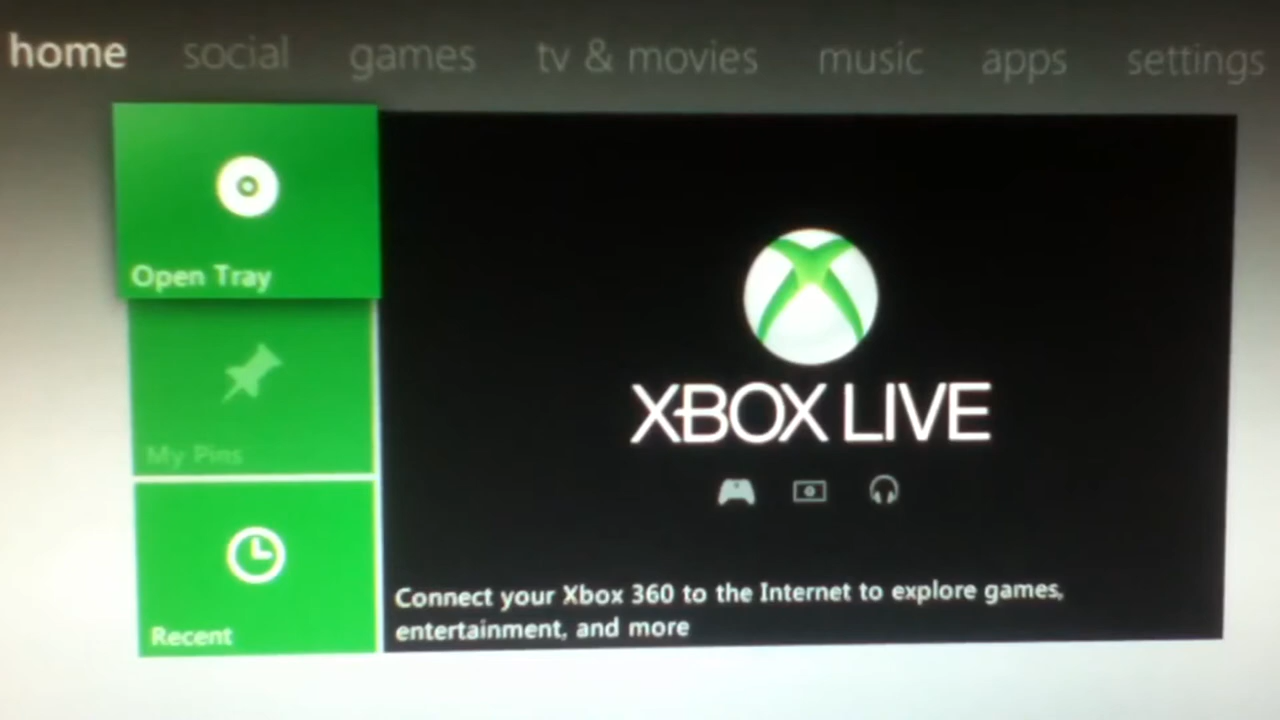 home social games tv & movies music apps settings
Open Tray
My Pins
Recent
XBOX LIVE
Connect your Xbox 360 to the Internet to explore games,
entertainment, and more